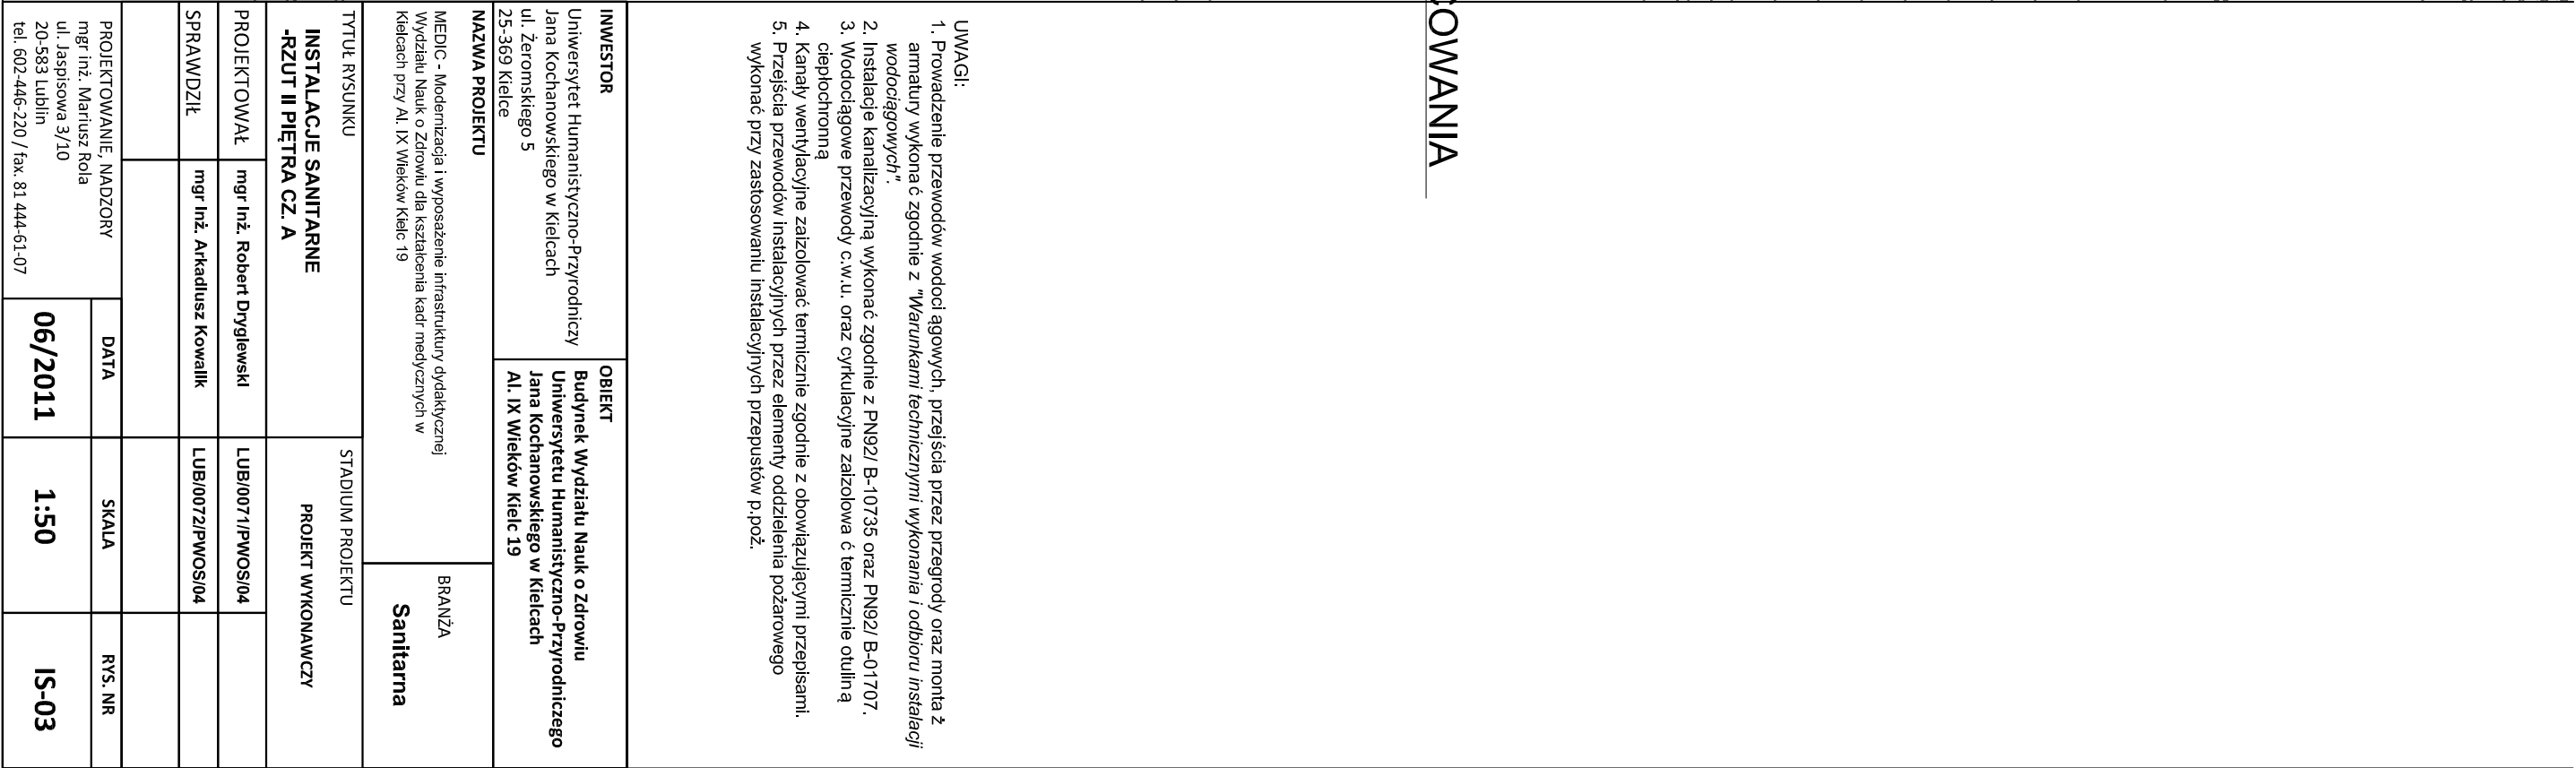 COWANIA
UWAGI:
1. Prowadzenie przewodów wodoci ągowych, przejścia przez przegrody oraz monta ż
armatury wykonać zgodnie z "Warunkami technicznymi wykonania i odbioru instalacji
wodociągowych".
2. Instalacje kanalizacyjną wykonać zgodnie z PN92/ B-10735 oraz PN92/ B-01707.
3. Wodociągowe przewody c.w.u. oraz cyrkulacyjne zaizolowa ć termicznie otuliną
ciepłochronną
4. Kanały wentylacyjne zaizolować termicznie zgodnie z obowiązującymi przepisami.
5. Przejścia przewodów instalacyjnych przez elementy oddzielenia pożarowego
wykonać przy zastosowaniu instalacyjnych przepustów p.poż.
INWESTOR
Uniwersytet Humanistyczno-Przyrodniczy
Jana Kochanowskiego w Kielcach
ul. Żeromskiego 5
25-369 Kielce
OBIEKT
Budynek Wydziału Nauk o Zdrowiu
Uniwersytetu Humanistyczno-Przyrodniczego
Jana Kochanowskiego w Kielcach
Al. IX Wieków Kielc 19
NAZWA PROJEKTU
MEDIC - Modernizacja i wyposażenie infrastruktury dydaktycznej
Wydziału Nauk o Zdrowiu dla kształcenia kadr medycznych w
Kielcach przy Al. IX Wieków Kielc 19
BRANŻA
Sanitarna
TYTUŁ RYSUNKU
INSTALACJE SANITARNE
-RZUT II PIĘTRA CZ. A
STADIUM PROJEKTU
PROJEKT WYKONAWCZY
PROJEKTOWAŁ
mgr Inż. Robert Dryglewski
LUB/0071/PWOS/04
SPRAWDZIŁ
mgr Inż. Arkadiusz Kowalik
LUB/0072/PWOS/04
PROJEKTOWANIE, NADZORY
mgr inż. Mariusz Rola
ul. Jaspisowa 3/10
20-583 Lublin
tel. 602-446-220 / fax. 81 444-61-07
DATA
06/2011
SKALA
1:50
RYS. NR
IS-03